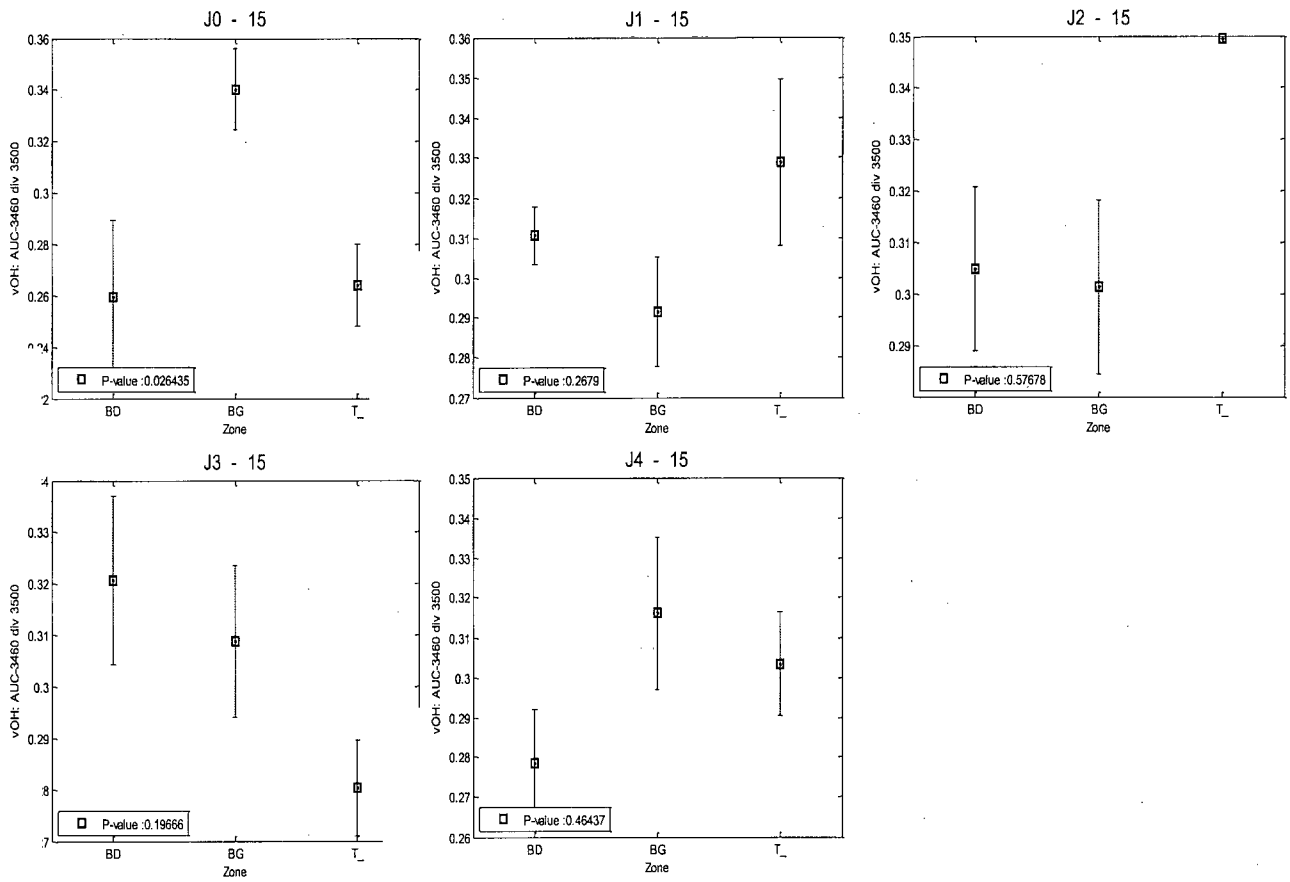 J0 - 15
vOH: AUC-3460 div 3500
0.36
0.34
0.32
0.3
0.28
0.26
2
P-value :0.026435
BD
BG
T_
Zone
J1 - 15
vOH: AUC-3460 div 3500
0.36
0.35
0.34
0.33
0.32
0.31
0.3
0.29
0.28
0.27
P-value :0.2679
BD
BG
T_
Zone
J2 - 15
vOH: AUC-3460 div 3500
0.35
0.34
0.33
0.32
0.31
0.3
0.29
P-value :0.57678
BD
BG
T_
Zone
J3 - 15
vOH: AUC-3460 div 3500
.4
0.33
0.32
0.31
0.3
0.29
.8
.7
P-value :0.19666
BD
BG
T_
Zone
J4 - 15
vOH: AUC-3460 div 3500
0.35
0.34
0.33
0.32
0.31
0.3
0.29
0.28
0.27
0.26
P-value :0.46437
BD
BG
T_
Zone